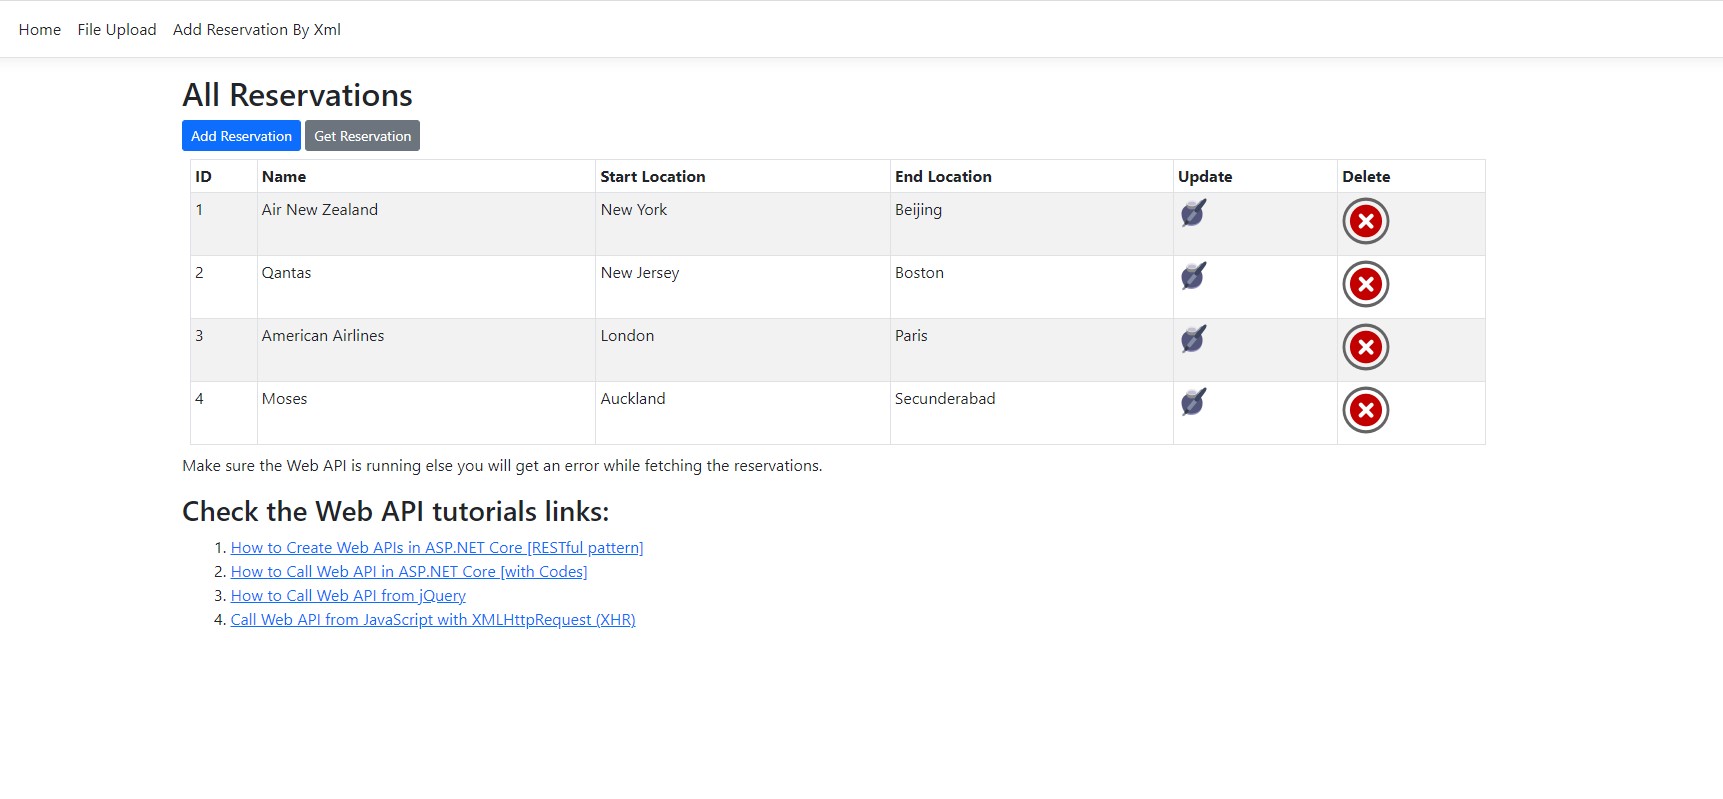 Home File Upload Add Reservation By Xml
All Reservations
Add Reservation Get Reservation
ID Name Start Location End Location Update Delete
1 Air New Zealand New York Beijing
2 Qantas New Jersey Boston
3 American Airlines London Paris
4 Moses Auckland Secunderabad
Make sure the Web API is running else you will get an error while fetching the reservations.
Check the Web API tutorials links:
1. How to Create Web APIs in ASP.NET Core [RESTful pattern]
2. How to Call Web API in ASP.NET Core [with Codes]
3. How to Call Web API from jQuery
4. Call Web API from JavaScript with XMLHttpRequest (XHR)